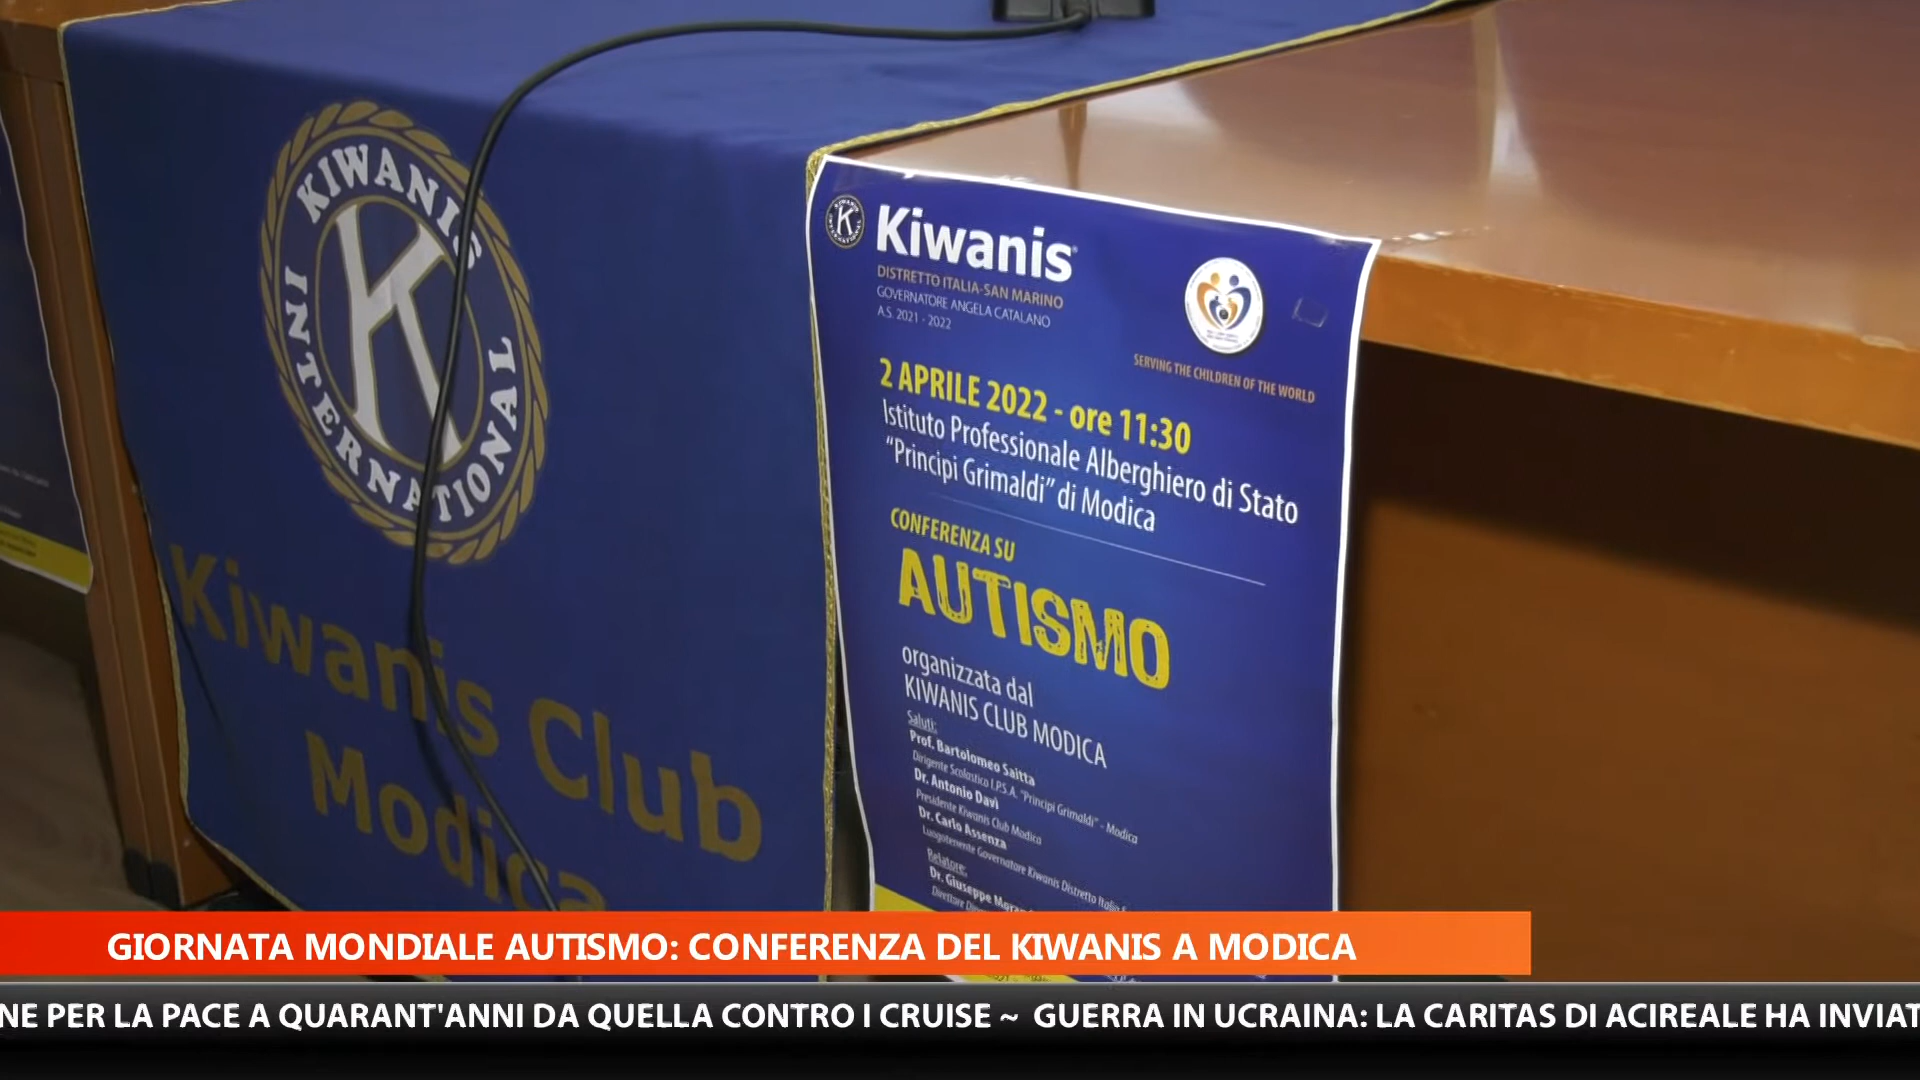 KIWANIS
INTERNATIONAL
K
Kiwanis Club
Modica
K
Kiwanis
DISTRETTO ITALIA-SAN MARINO
GOVERNATORE ANGELA CATALANO
A.S. 2021 - 2022
SERVING THE CHILDREN OF THE WORLD
2 APRILE 2022 - ore 11:30
Istituto Professionale Alberghiero di Stato
“Principi Grimaldi” di Modica
CONFERENZA SU
AUTISMO
organizzata dal
KIWANIS CLUB MODICA
Saluti:
Prof. Bartolomeo Saitta
Dirigente Scolastico I.P.S.A. "Principi Grimaldi" - Modica
Dr. Antonio Davì
Presidente Kiwanis Club Modica
Dr. Carlo Assenza
Luogotenente Governatore Kiwanis Distretto Italia
Relatore:
Dr. Giuseppe
Direttore
GIORNATA MONDIALE AUTISMO: CONFERENZA DEL KIWANIS A MODICA
NE PER LA PACE A QUARANT'ANNI DA QUELLA CONTRO I CRUISE ~ GUERRA IN UCRAINA: LA CARITAS DI ACIREALE HA INVIAT